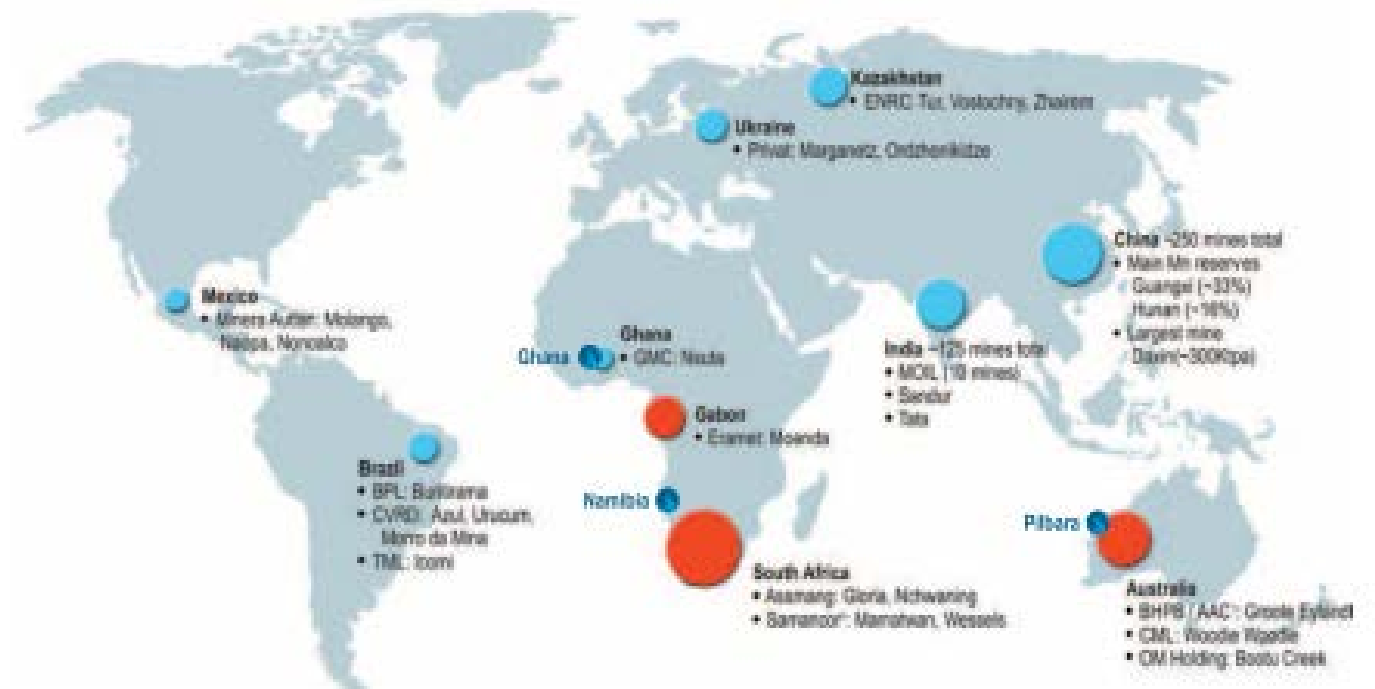 Kazakhstan
• ENRC: Tur, Vostochny, Zhairem
Ukraine
• Privat: Marganetz, Ordzhonikidze
China ~250 mines total
• Main Mn reserves
Guangxi (~33%)
Hunan (~16%)
• Largest mine
Daxin(~300Ktpa)
Mexico
• Minera Autlan: Molango,
Naopa, Nonoalco
Ghana
Ghana
• GMC: Nsuta
India ~125 mines total
• MOIL (10 mines)
• Sandur
• Tata
Gabon
• Eramet: Moanda
Brazil
• BPL:
• CVRD: Azul, Urucum,
Morro da Mina
• TML: Icomi
Namibia
Pilbara
South Africa
• Assmang: Gloria, Nchwaning
• Samancor*: Mamatwan, Wessels
Australia
• BHPB / AAC*: Groote Eylandt
• CML: Woodie Woodie
• OM Holding: Bootu Creek